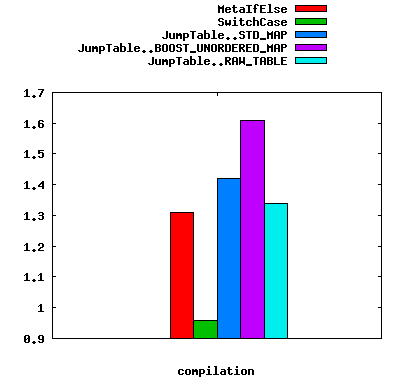 MetaIfElse
SwitchCase
JumpTable..STD_MAP
JumpTable..BOOST_UNORDERED_MAP
JumpTable..RAW_TABLE
1.7
1.6
1.5
1.4
1.3
1.2
1.1
1
0.9
compilation